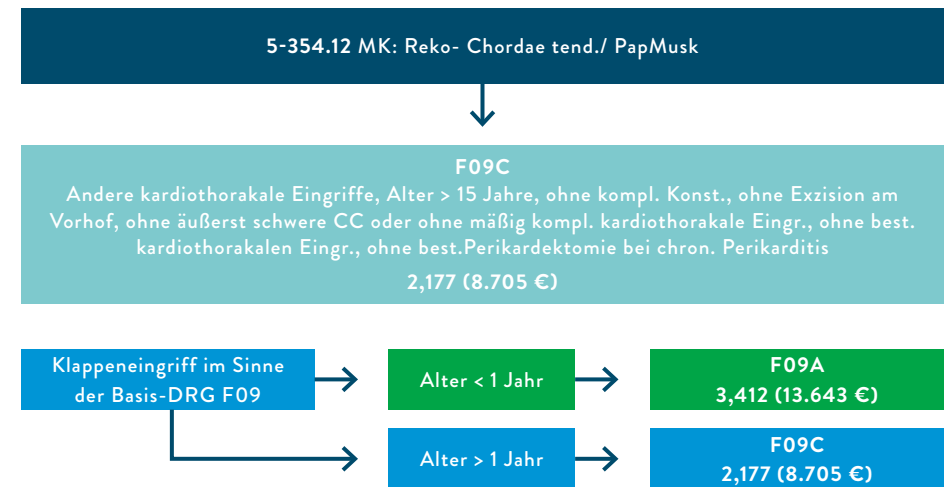 5-354.12 MK: Reko- Chordae tend./ PapMusk
F09C
Andere kardiothorakale Eingriffe, Alter > 15 Jahre, ohne kompl. Konst., ohne Exzision am
Vorhof, ohne äußerst schwere CC oder ohne mäßig kompl. kardiothorakale Eingr., ohne best.
kardiothorakalen Eingr., ohne best.Perikardektomie bei chron. Perikarditis
2,177 (8.705 €)
Klappeneingriff im Sinne
der Basis-DRG F09
Alter < 1 Jahr
F09A
3,412 (13.643 €)
Alter > 1 Jahr
F09C
2,177 (8.705 €)